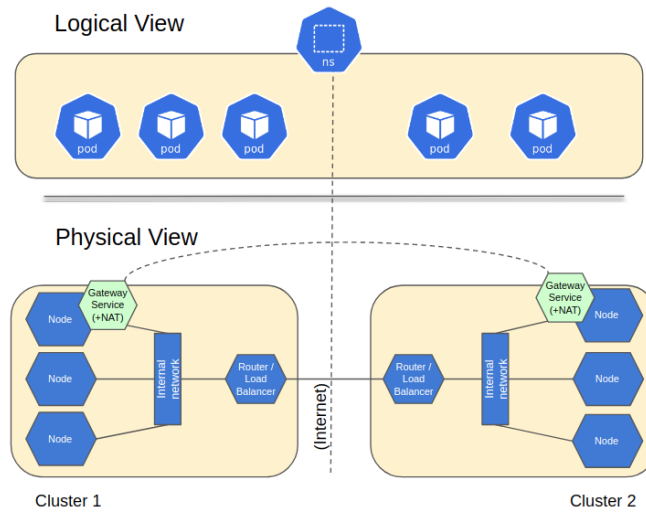 Logical View
ns
pod
pod
pod
pod
pod
Physical View
Gateway
Service
(+NAT)
Node
Node
Node
Internal
network
Router /
Load
Balancer
(Internet)
Router /
Load
Balancer
Internal
network
Gateway
Service
(+NAT)
Node
Node
Node
Cluster 1
Cluster 2